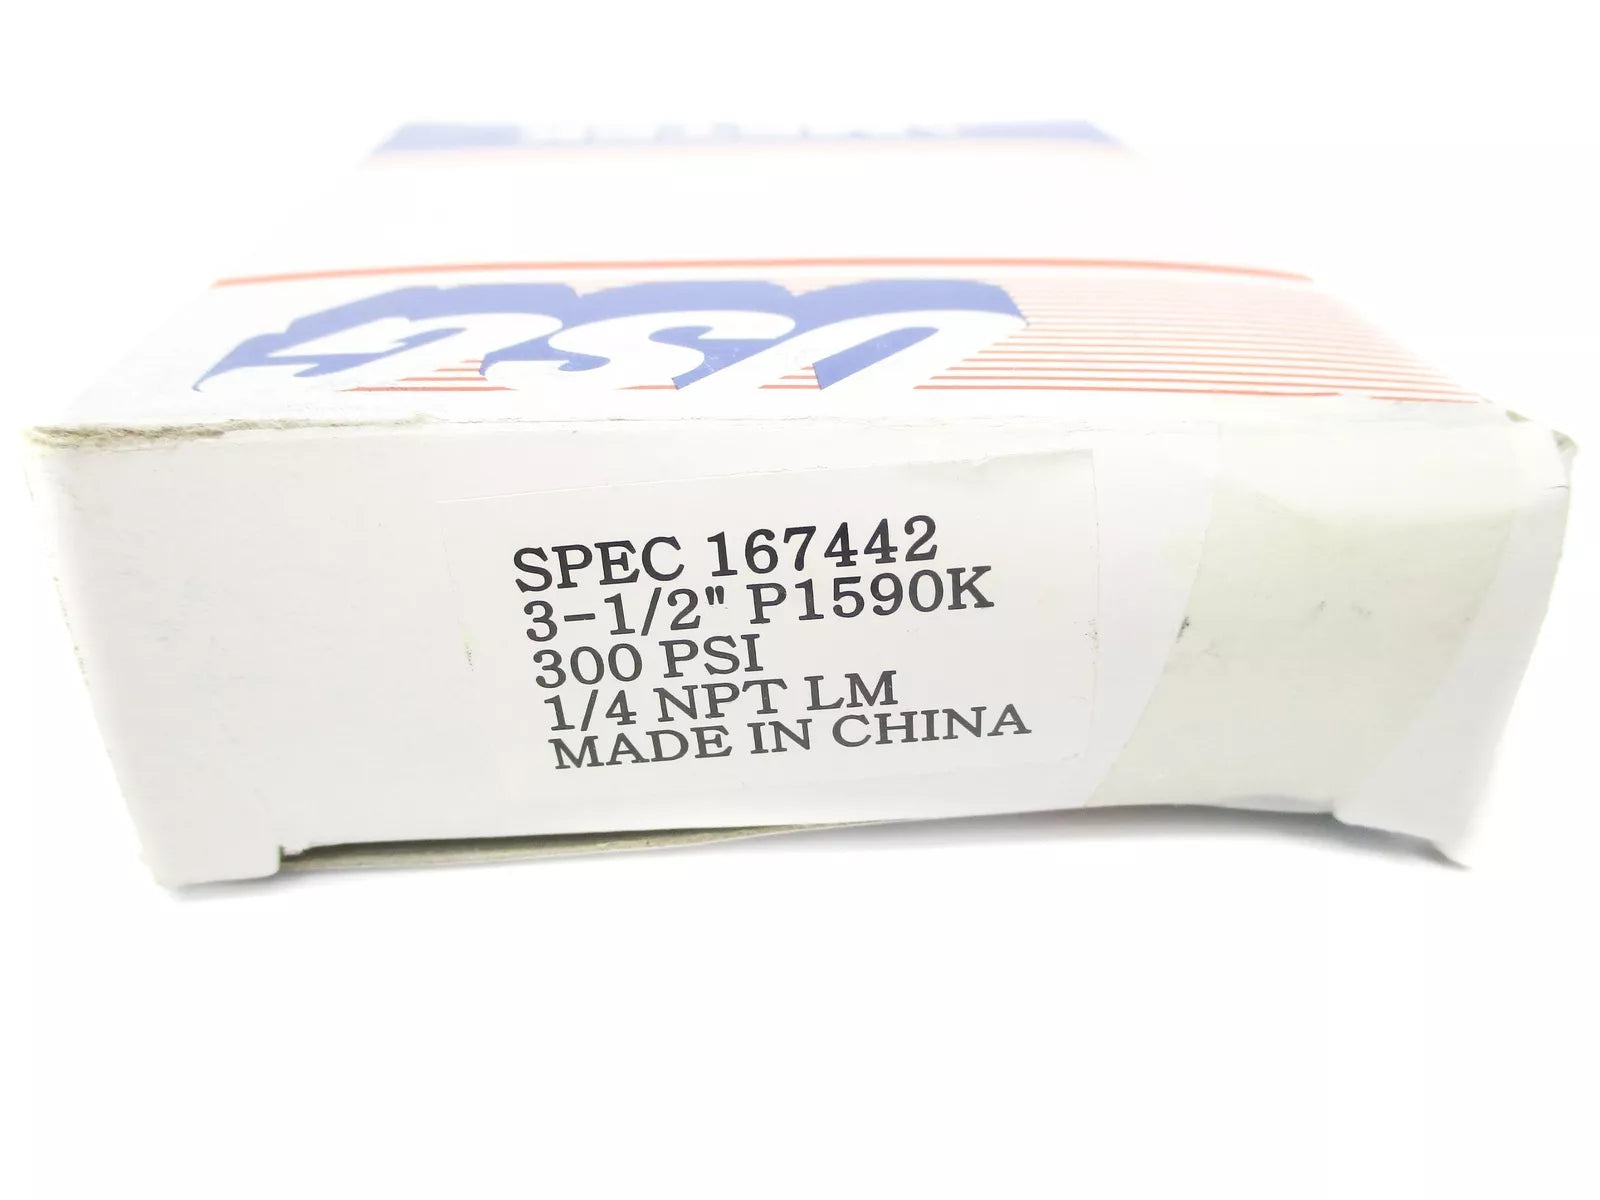 USG
SPEC 167442
3-1/2" P1590K
300 PSI
1/4 NPT LM
MADE IN CHINA